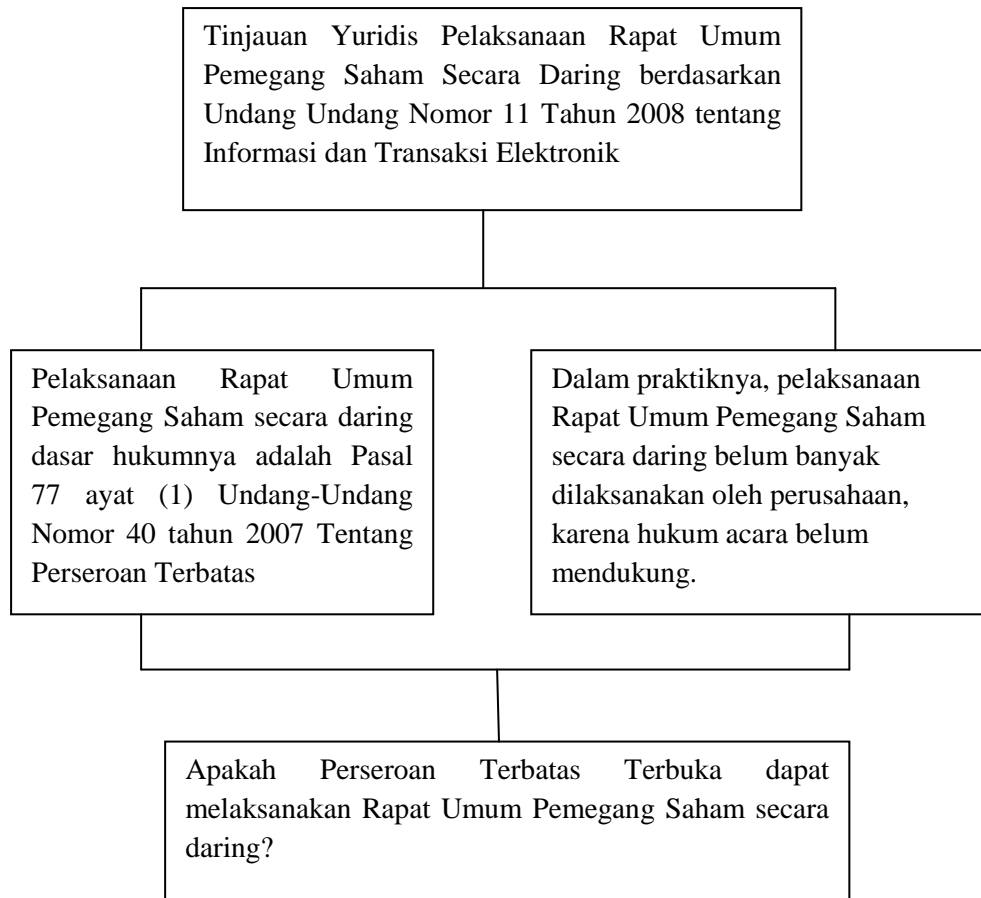 Tinjauan Yuridis Pelaksanaan Rapat Umum
Pemegang Saham Secara Daring berdasarkan
Undang Undang Nomor 11 Tahun 2008 tentang
Informasi dan Transaksi Elektronik
Pelaksanaan Rapat Umum
Pemegang Saham secara daring
dasar hukumnya adalah Pasal
77 ayat (1) Undang-Undang
Nomor 40 tahun 2007 Tentang
Perseroan Terbatas
Dalam praktiknya, pelaksanaan
Rapat Umum Pemegang Saham
secara daring belum banyak
dilaksanakan oleh perusahaan,
karena hukum acara belum
mendukung.
Apakah Perseroan Terbatas Terbuka dapat
melaksanakan Rapat Umum Pemegang Saham secara
daring?